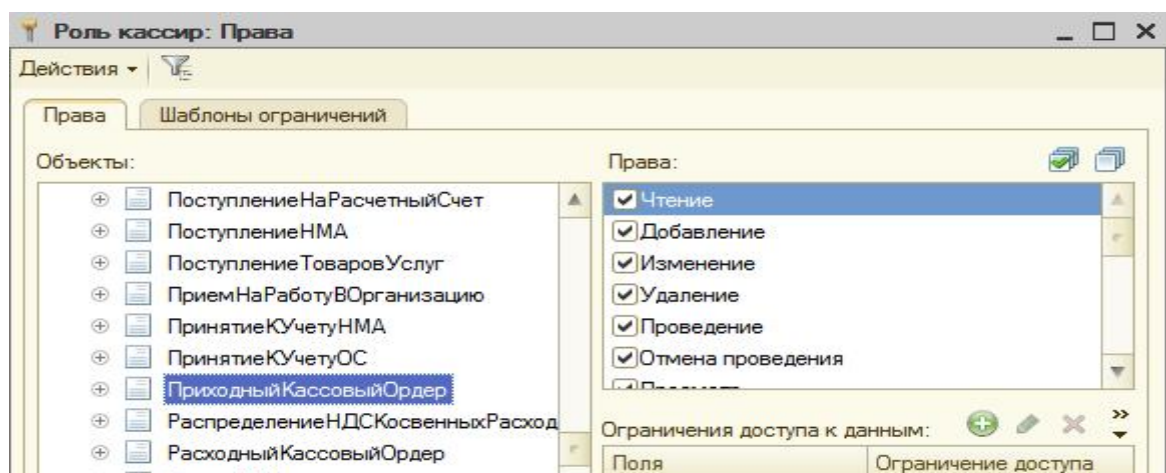 Роль кассир: Права
Действия
Права
Шаблоны ограничений
Объекты:
ПоступлениеНаРасчетныйСчет
ПоступлениеНМА
ПоступлениеТоваровУслуг
ПриемНаРаботуВОрганизацию
ПринятиеКУчетуНМА
ПринятиеКУчетуОС
ПриходныйКассовыйОрдер
РаспределениеНДСКосвенныхРасход
РасходныйКассовыйОрдер
Права:
Чтение
Добавление
Изменение
Удаление
Проведение
Отмена проведения
Ограничения доступа к данным:
Поля
Ограничение доступа